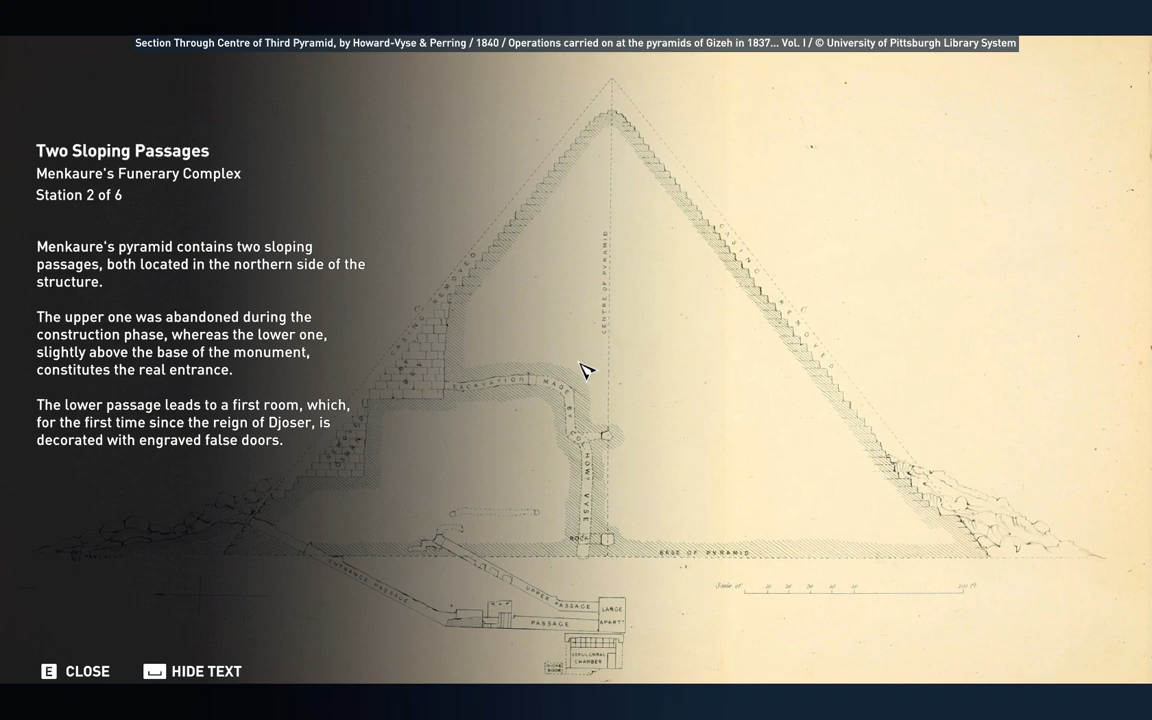 Section Through Centre of Third Pyramid, by Howard-Vyse & Perring / 1840 / Operations carried on at the pyramids of Gizeh in 1837... Vol. I / © University of Pittsburgh Library System
Two Sloping Passages
Menkaure's Funerary Complex
Station 2 of 6
Menkaure's pyramid contains two sloping
passages, both located in the northern side of the
structure.
The upper one was abandoned during the
construction phase, whereas the lower one,
slightly above the base of the monument,
constitutes the real entrance.
The lower passage leads to a first room, which,
for the first time since the reign of Djoser, is
decorated with engraved false doors.
CASING REMOVED
CENTRE OF PYRAMID
CASING REMOVED
EXCAVATION MADE BY COL HOWD VYSE
ROCK
BASE OF PYRAMID
ENTRANCE PASSAGE
UPPER PASSAGE
LARGE
APART
PASSAGE
SEPULCHRAL
CHAMBER
Scale of
E CLOSE
HIDE TEXT